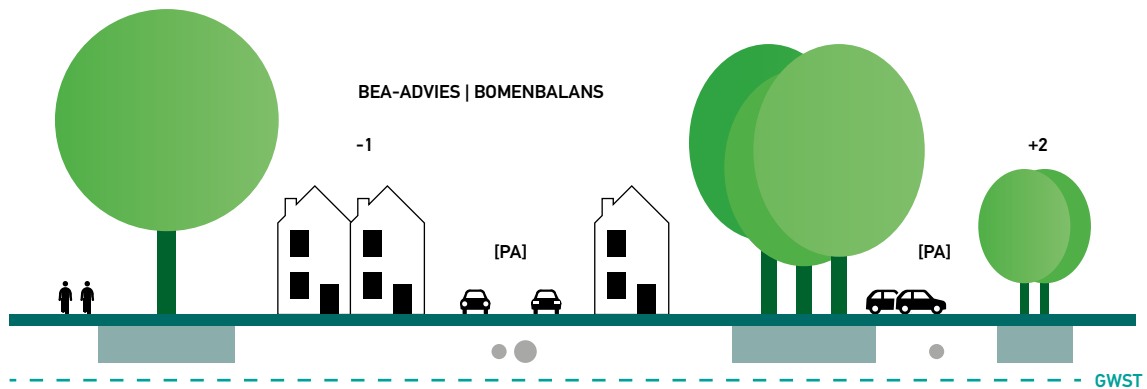 BEA-ADVIES | BOMENBALANS
-1
+2
[PA]
[PA]
GWST